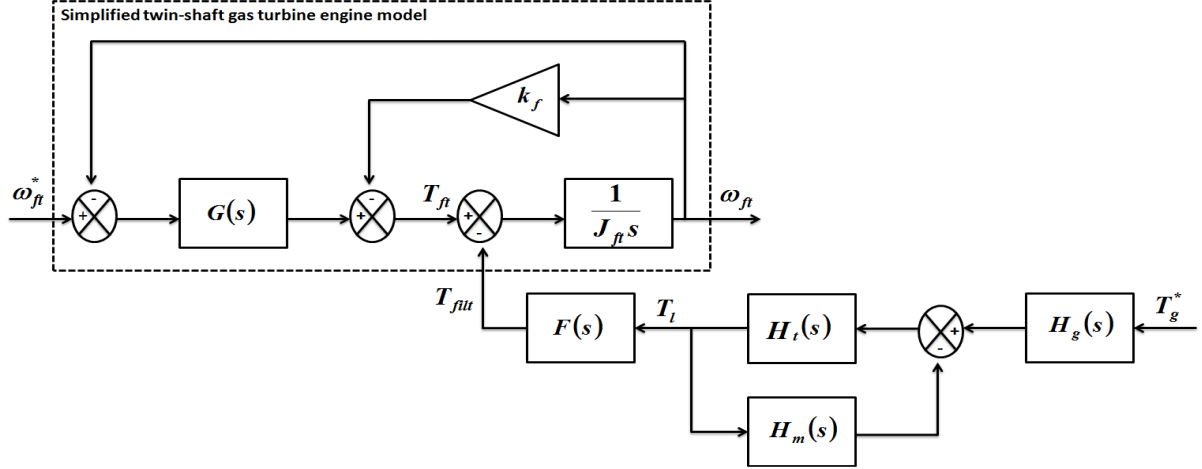 Simplified twin-shaft gas turbine engine model
k_f
-
-
ω*_ft
+
G(s)
+
T_ft
+
1
J_ft s
ω_ft
-
T_filt
F(s)
T_l
H_t(s)
+
-
H_g(s)
T*_g
H_m(s)